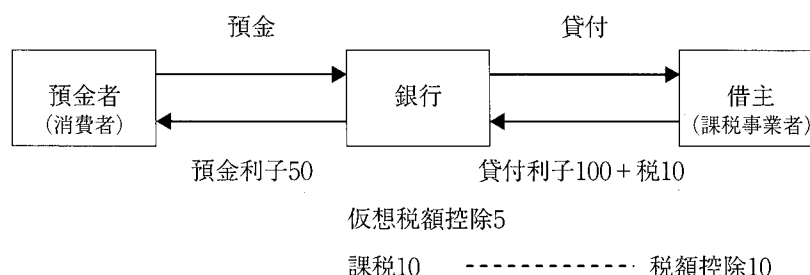 預金
貸付
預金者
(消費者)
銀行
借主
(課税事業者)
預金利子50
貸付利子100+税10
仮想税額控除5
課税10
税額控除10